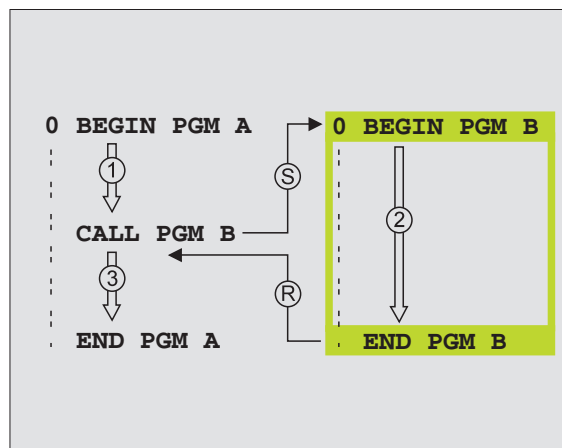 0 BEGIN PGM A
1
S
CALL PGM B
3
R
END PGM A
0 BEGIN PGM B
2
END PGM B